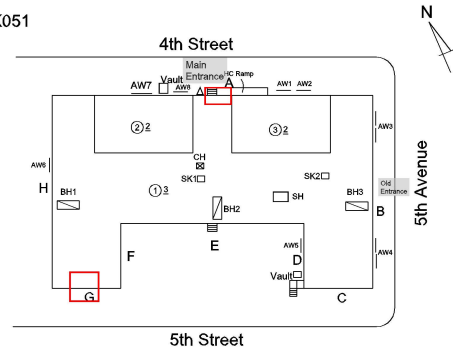 K051
N
4th Street
Main
Entrance
HC Ramp
Vault
AW7
AW8
A
AW1
AW2
② 2
③ 2
AW3
CH
AW6
SK1
SK2
H
Old
Entrance
① 3
BH1
BH2
SH
BH3
B
5th Avenue
E
AW5
AW4
F
D
Vault
G
C
5th Street